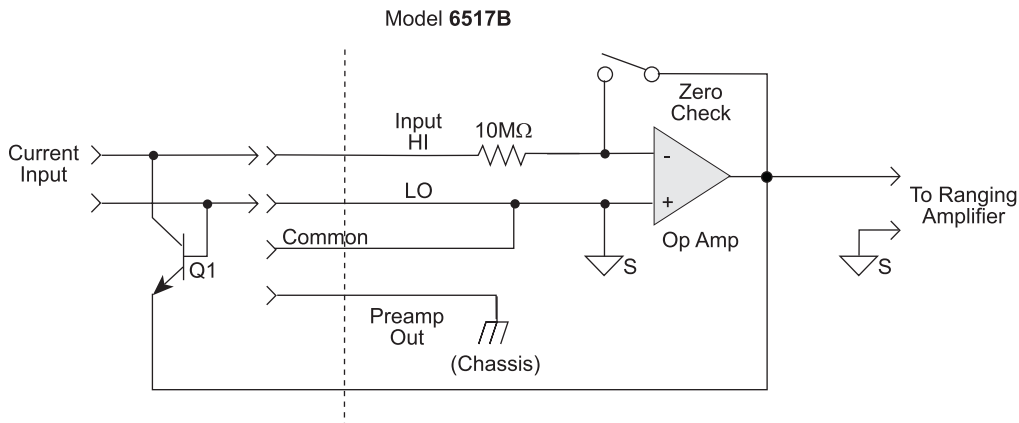 Model 6517B
Current
Input
Input
HI
10MΩ
Zero
Check
LO
-
+
Common
Q1
Op Amp
S
To Ranging
Amplifier
S
Preamp
Out
(Chassis)